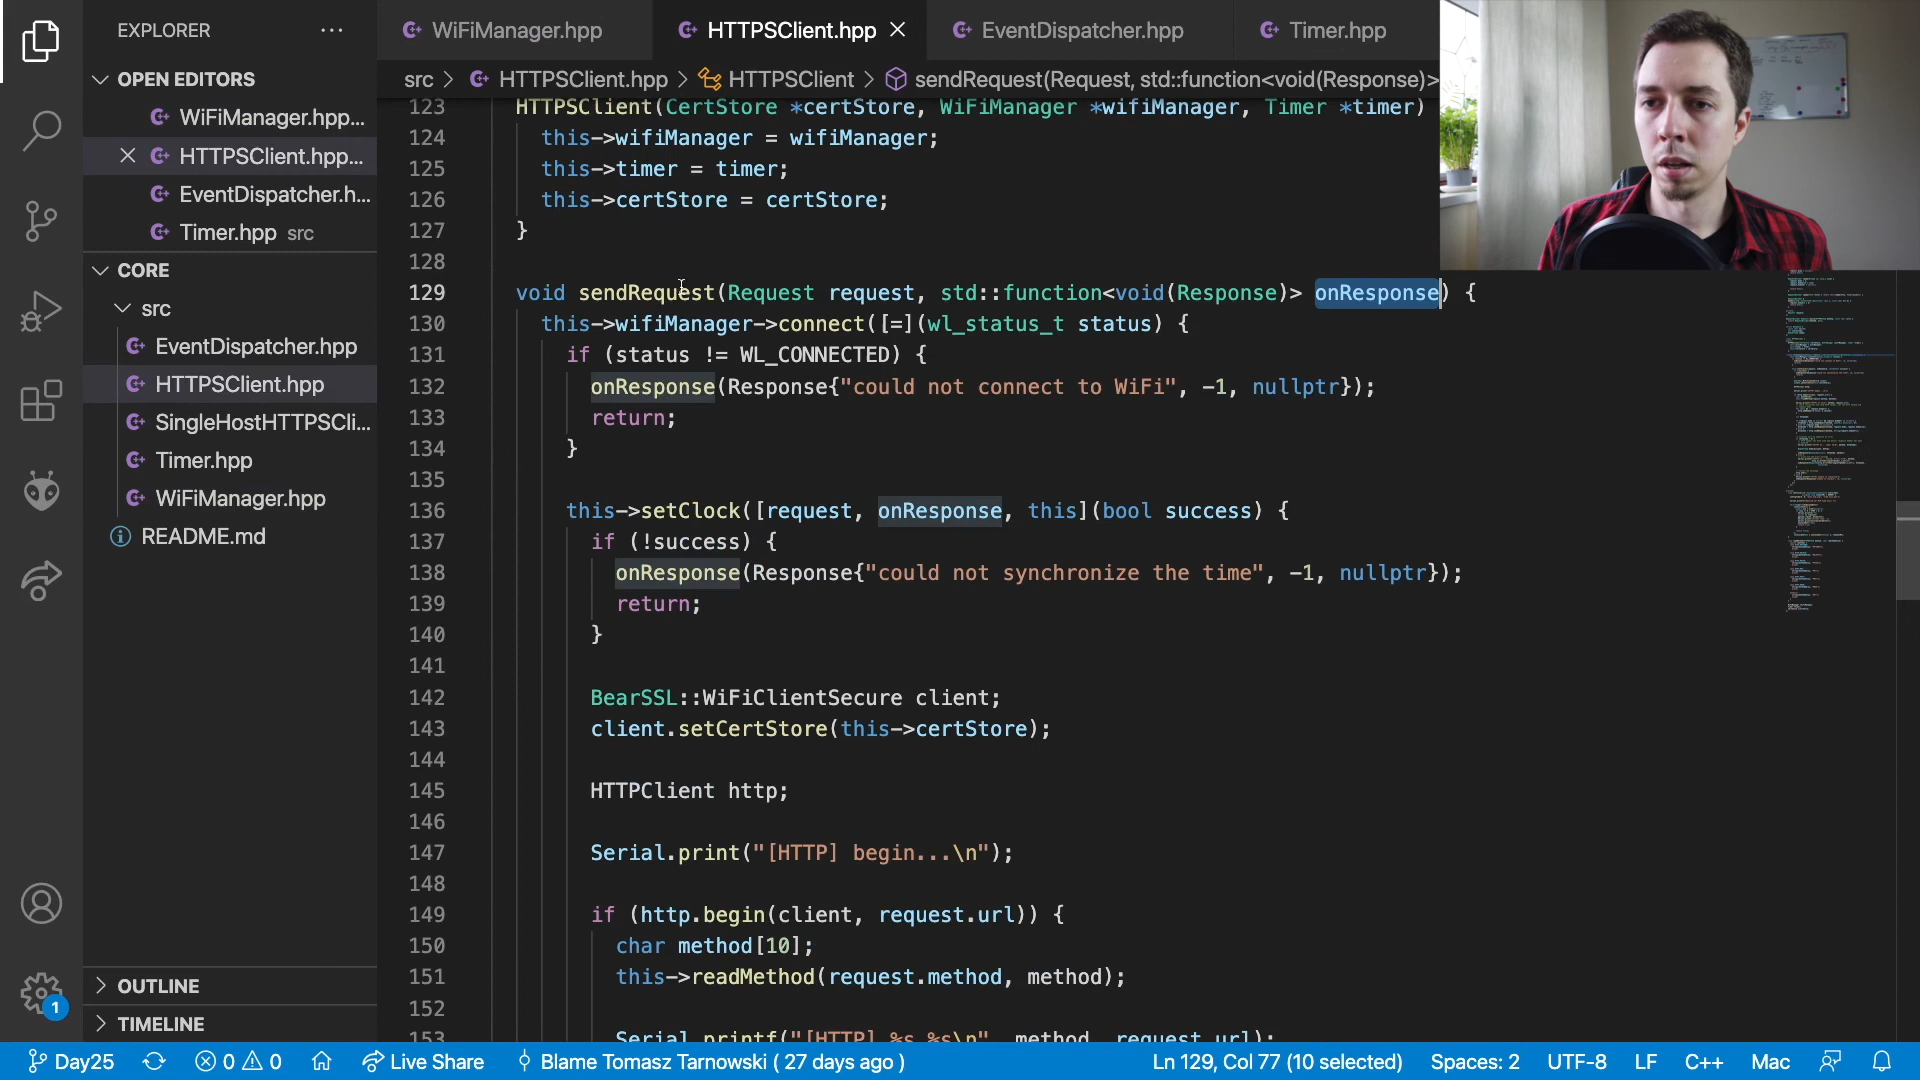 EXPLORER
OPEN EDITORS
WiFiManager.hpp...
HTTPSClient.hpp...
EventDispatcher.h...
Timer.hpp src
CORE
src
EventDispatcher.hpp
HTTPSClient.hpp
SingleHostHTTPSCli...
Timer.hpp
WiFiManager.hpp
README.md
OUTLINE
TIMELINE
WiFiManager.hpp
HTTPSClient.hpp
EventDispatcher.hpp
Timer.hpp
src > HTTPSClient.hpp > HTTPSClient > sendRequest(Request, std::function<void(Response)>
123 HTTPSClient(CertStore *certStore, WiFiManager *wifiManager, Timer *timer)
124 this->wifiManager = wifiManager;
125 this->timer = timer;
126 this->certStore = certStore;
127 }
128
129 void sendRequest(Request request, std::function<void(Response)> onResponse) {
130 this->wifiManager->connect([=](wl_status_t status) {
131 if (status != WL_CONNECTED) {
132 onResponse(Response{"could not connect to WiFi", -1, nullptr});
133 return;
134 }
135
136 this->setClock([request, onResponse, this](bool success) {
137 if (!success) {
138 onResponse(Response{"could not synchronize the time", -1, nullptr});
139 return;
140 }
141
142 BearSSL::WiFiClientSecure client;
143 client.setCertStore(this->certStore);
144
145 HTTPClient http;
146
147 Serial.print("[HTTP] begin...\n");
148
149 if (http.begin(client, request.url)) {
150 char method[10];
151 this->readMethod(request.method, method);
152
153 Serial.printf("[HTTP] %s %s\n", method, request.url);
1
Day25 0 0 Live Share Blame Tomasz Tarnowski ( 27 days ago ) Ln 129, Col 77 (10 selected) Spaces: 2 UTF-8 LF C++ Mac